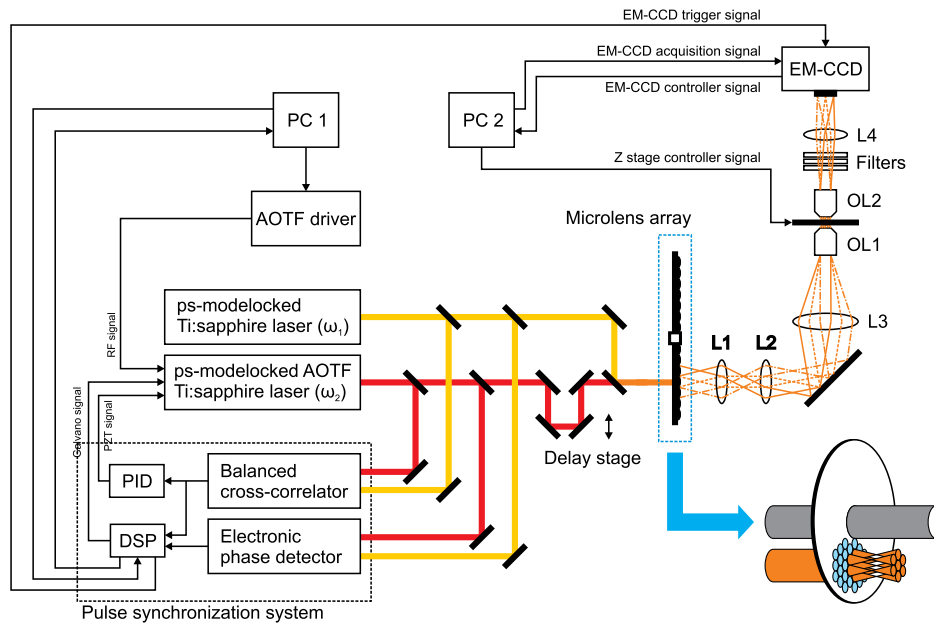 EM-CCD trigger signal
EM-CCD acquisition signal
EM-CCD
EM-CCD controller signal
PC 1
PC 2
L4
Z stage controller signal
Filters
AOTF driver
OL2
Microlens array
OL1
ps-modelocked
Ti:sapphire laser (ω1)
RF signal
L1
L2
L3
ps-modelocked AOTF
Ti:sapphire laser (ω2)
Galvano signal
PZT signal
Delay stage
PID
Balanced
cross-correlator
DSP
Electronic
phase detector
Pulse synchronization system